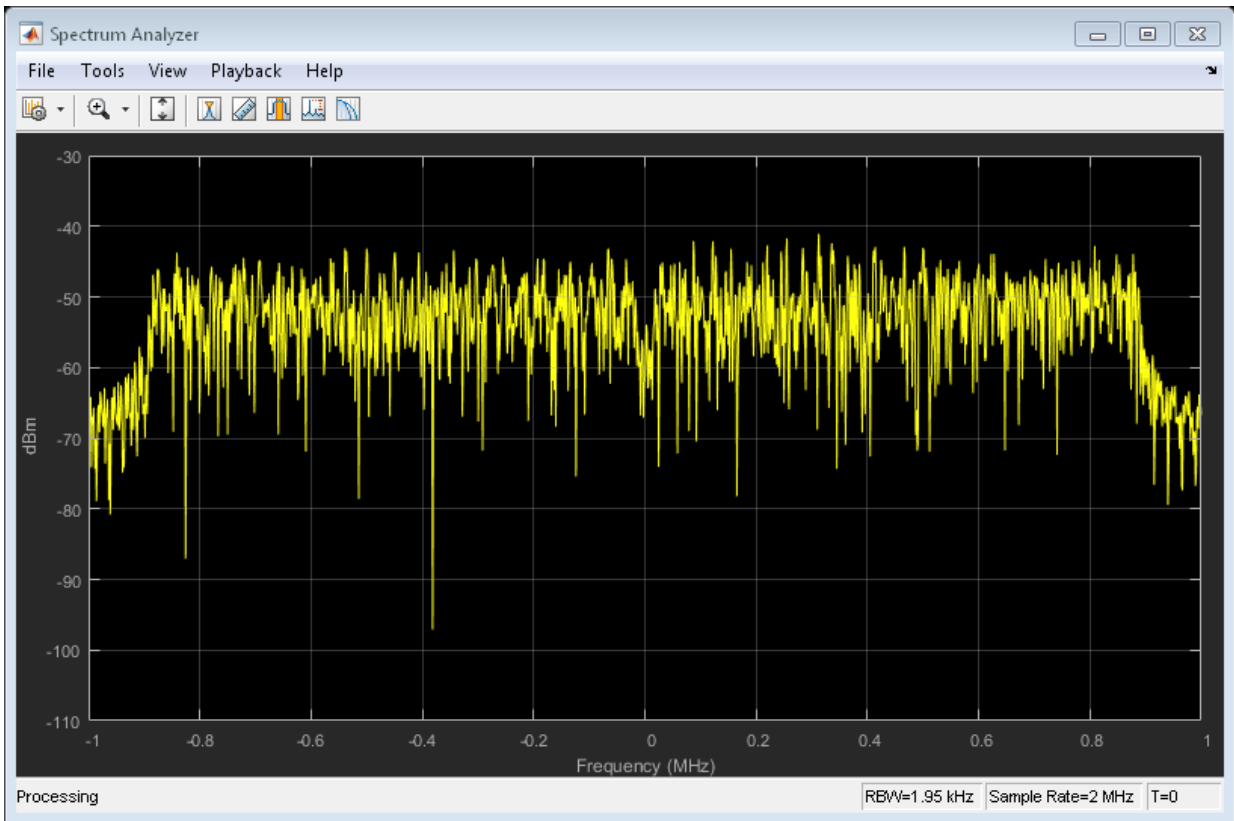 Spectrum Analyzer
File Tools View Playback Help
-30
-40
-50
-60
-70
-80
-90
-100
-110
dBm
-1 -0.8 -0.6 -0.4 -0.2 0 0.2 0.4 0.6 0.8 1
Frequency (MHz)
Processing RBW=1.95 kHz Sample Rate=2 MHz T=0